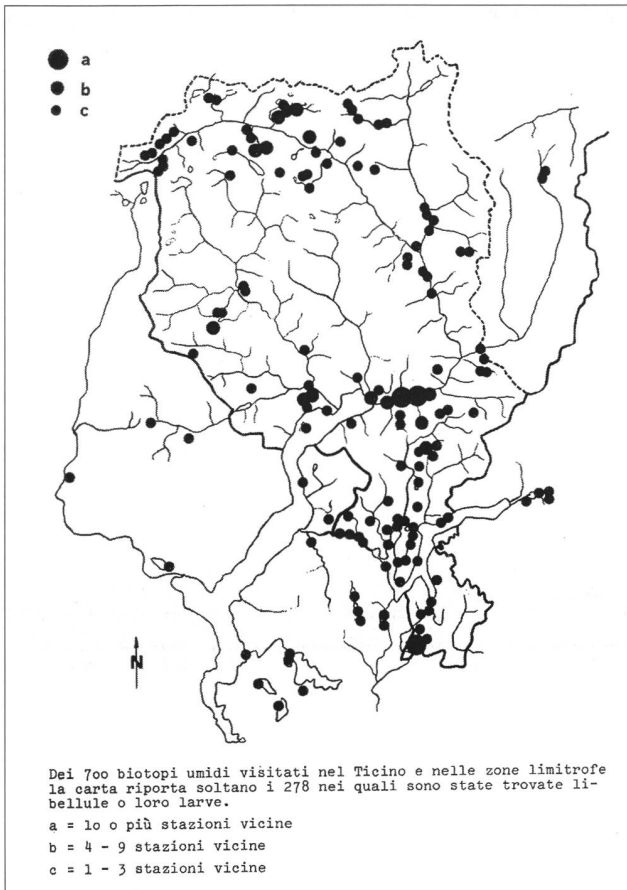 a
b
c
N
Dei 7oo biotopi umidi visitati nel Ticino e nelle zone limitrofe
la carta riporta soltano i 278 nei quali sono state trovate li-
bellule o loro larve.
a = lo o più stazioni vicine
b = 4 - 9 stazioni vicine
c = 1 - 3 stazioni vicine